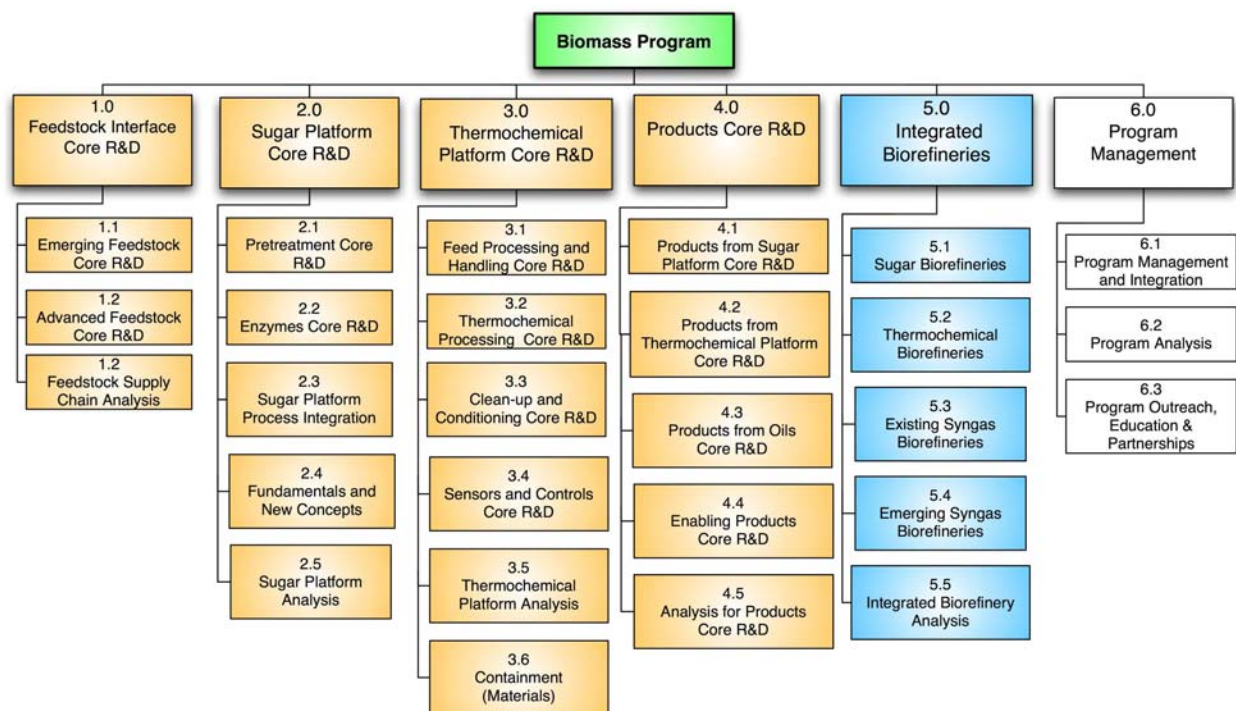 Biomass Program
1.0
Feedstock Interface
Core R&D
2.0
Sugar Platform
Core R&D
3.0
Thermochemical
Platform Core R&D
4.0
Products Core R&D
5.0
Integrated
Biorefineries
6.0
Program
Management
1.1
Emerging Feedstock
Core R&D
1.2
Advanced Feedstock
Core R&D
1.2
Feedstock Supply
Chain Analysis
2.1
Pretreatment Core
R&D
2.2
Enzymes Core R&D
2.3
Sugar Platform
Process Integration
2.4
Fundamentals and
New Concepts
2.5
Sugar Platform
Analysis
3.1
Feed Processing and
Handling Core R&D
3.2
Thermochemical
Processing Core R&D
3.3
Clean-up and
Conditioning Core R&D
3.4
Sensors and Controls
Core R&D
3.5
Thermochemical
Platform Analysis
3.6
Containment
(Materials)
4.1
Products from Sugar
Platform Core R&D
4.2
Products from
Thermochemical Platform
Core R&D
4.3
Products from Oils
Core R&D
4.4
Enabling Products
Core R&D
4.5
Analysis for Products
Core R&D
5.1
Sugar Biorefineries
5.2
Thermochemical
Biorefineries
5.3
Existing Syngas
Biorefineries
5.4
Emerging Syngas
Biorefineries
5.5
Integrated Biorefinery
Analysis
6.1
Program Management
and Integration
6.2
Program Analysis
6.3
Program Outreach,
Education &
Partnerships